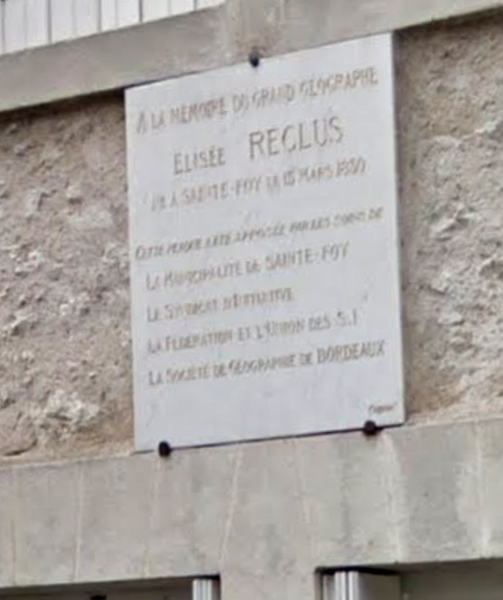 A LA MÉMOIRE DU GRAND GÉOGRAPHE
ELISÉE RECLUS
NÉ A SAINTE-FOY LE 15 MARS 1830
CETTE PLAQUE A ÉTÉ APPOSÉE PAR LES SOINS DE
LA MUNICIPALITÉ DE SAINTE-FOY
LE SYNDICAT D'INITIATIVE
LA FÉDÉRATION ET L'UNION DES S.I
LA SOCIÉTÉ DE GÉOGRAPHIE DE BORDEAUX